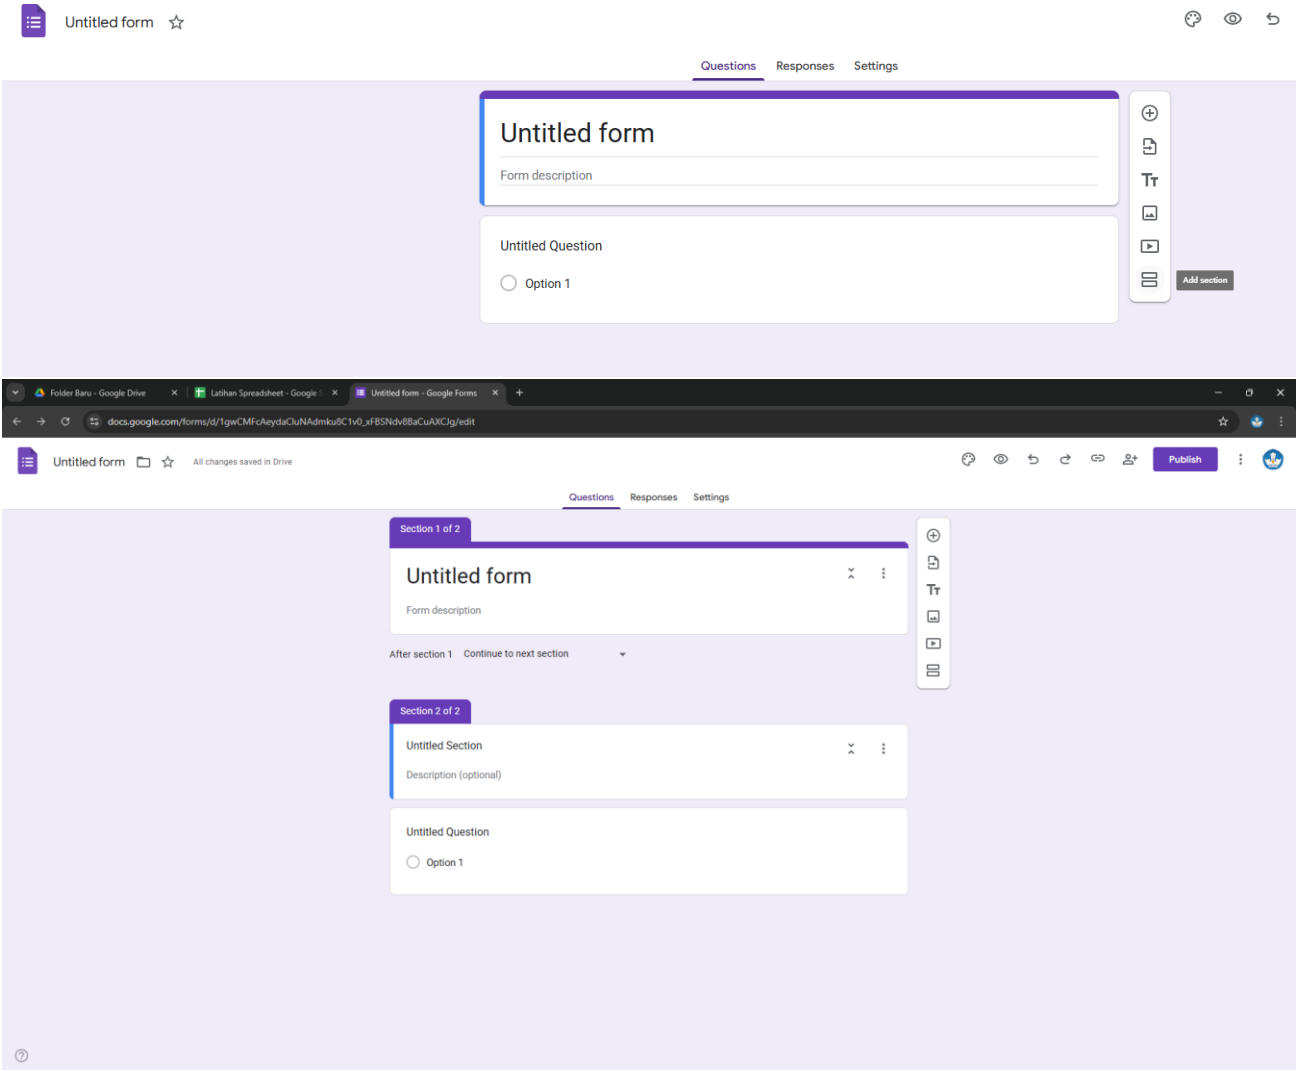 Untitled form
Questions Responses Settings
Untitled form
Form description
Untitled Question
Option 1
Add section
Folder Baru - Google Drive
Latihan Spreadsheet - Google
Untitled form - Google Forms
docs.google.com/forms/d/1gwCMFcAeydaCluNAdmku8C1v0_xFBSNdv8BaCuAXCJg/edit
Untitled form All changes saved in Drive
Publish
Questions Responses Settings
Section 1 of 2
Untitled form
Form description
After section 1 Continue to next section
Section 2 of 2
Untitled Section
Description (optional)
Untitled Question
Option 1